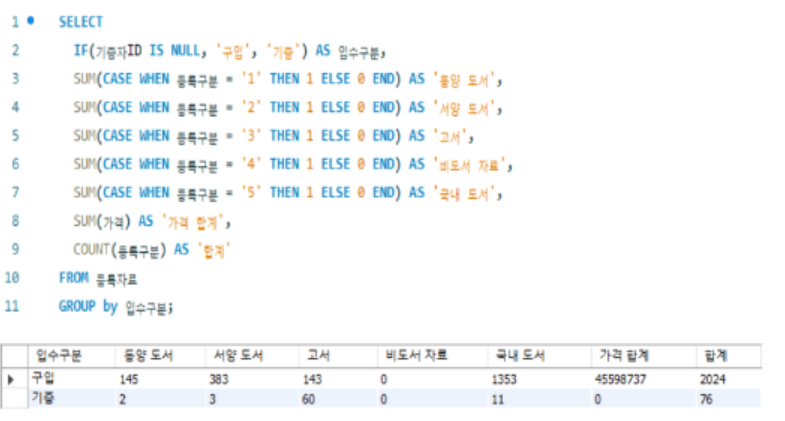 1 SELECT
2 IF(기증자ID IS NULL, '구입', '기증') AS 입수구분,
3 SUM(CASE WHEN 등록구분 = '1' THEN 1 ELSE 0 END) AS '동양 도서',
4 SUM(CASE WHEN 등록구분 = '2' THEN 1 ELSE 0 END) AS '서양 도서',
5 SUM(CASE WHEN 등록구분 = '3' THEN 1 ELSE 0 END) AS '고서',
6 SUM(CASE WHEN 등록구분 = '4' THEN 1 ELSE 0 END) AS '비도서 자료',
7 SUM(CASE WHEN 등록구분 = '5' THEN 1 ELSE 0 END) AS '국내 도서',
8 SUM(가격) AS '가격 합계',
9 COUNT(등록구분) AS '합계'
10 FROM 등록자료
11 GROUP by 입수구분;
입수구분 동양 도서 서양 도서 고서 비도서 자료 국내 도서 가격 합계 합계
구입 145 383 143 0 1353 45598737 2024
기증 2 3 60 0 11 0 76